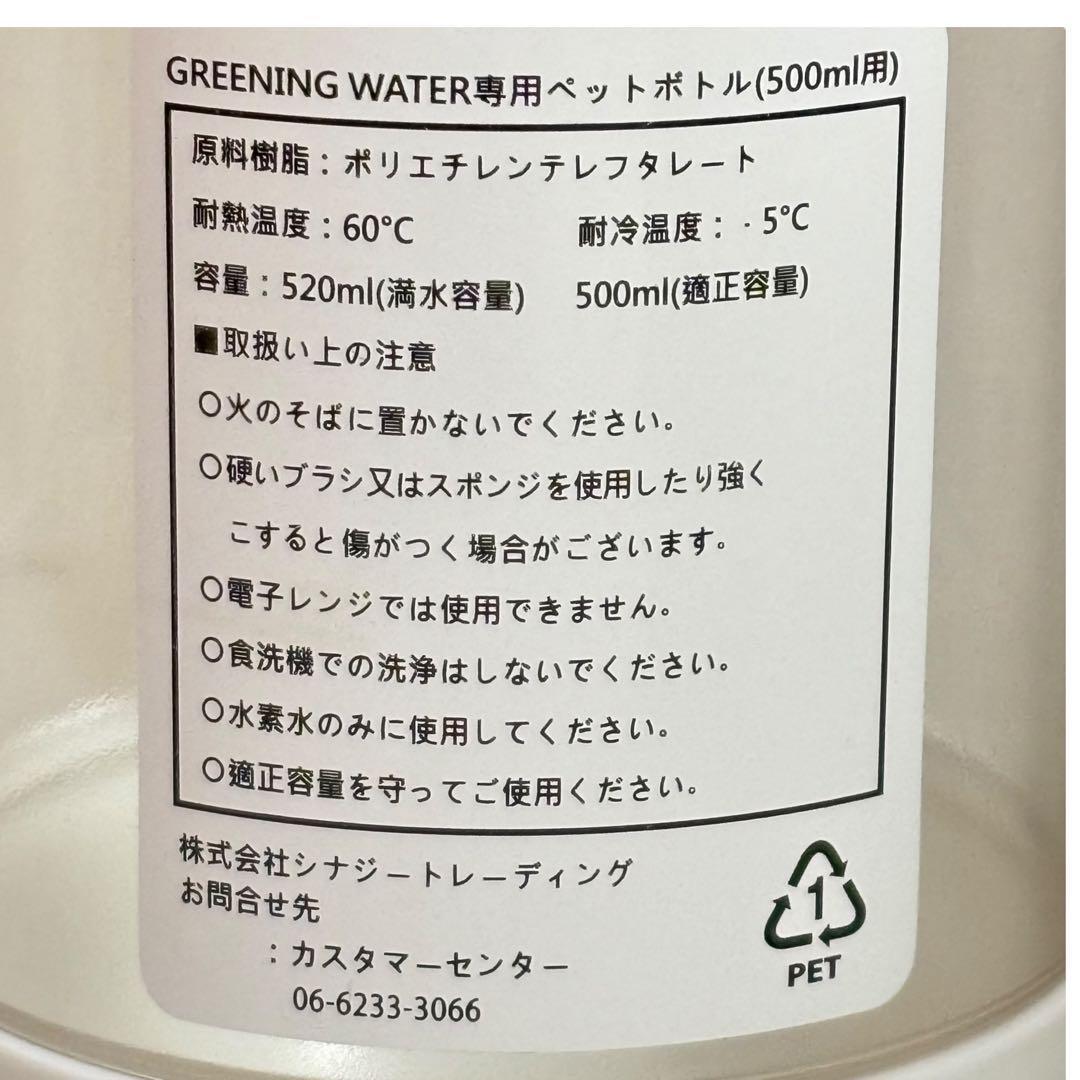 GREENING WATER専用ペットボトル(500ml用)
原料樹脂：ポリエチレンテレフタレート
耐熱温度：60℃　耐冷温度：- 5℃
容量：520ml(満水容量)　500ml(適正容量)
■取扱い上の注意
〇火のそばに置かないでください。
〇硬いブラシ又はスポンジを使用したり強く
こすると傷がつく場合がございます。
〇電子レンジでは使用できません。
〇食洗機での洗浄はしないでください。
〇水素水のみに使用してください。
〇適正容量を守ってご使用ください。
株式会社シナジートレーディング
お問合せ先
：カスタマーセンター
06-6233-3066
1
PET